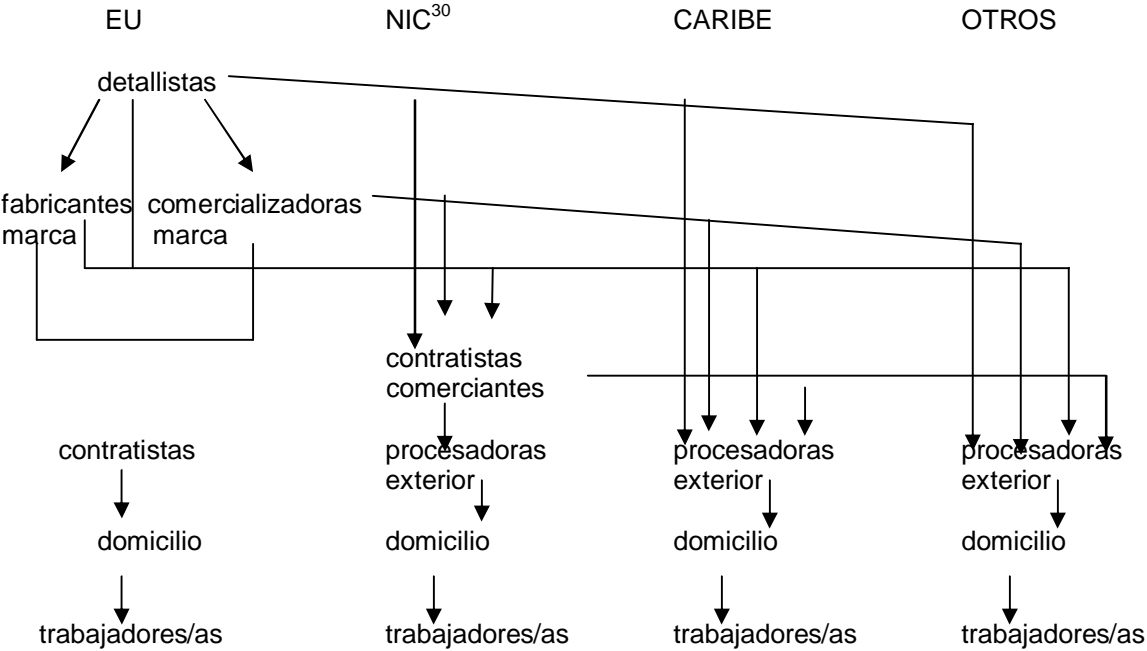 EU NIC30 CARIBE OTROS
detallistas
fabricantes comercializadoras
marca marca
contratistas
comerciantes
contratistas procesadoras procesadoras procesadoras
exterior exterior exterior
domicilio domicilio domicilio domicilio
trabajadores/as trabajadores/as trabajadores/as trabajadores/as